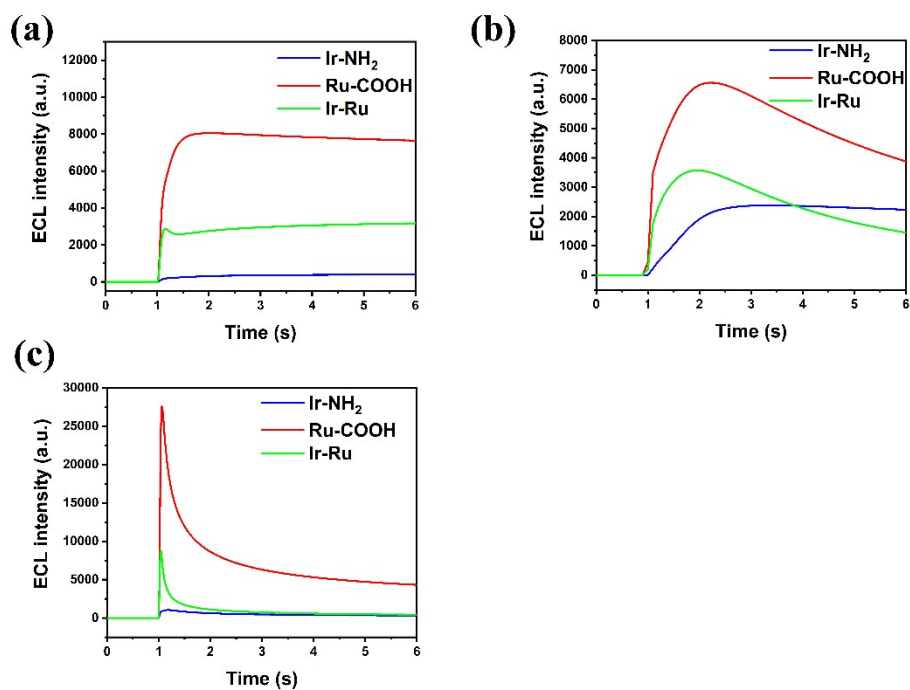 (a)
ECL intensity (a.u.)
12000
10000
8000
6000
4000
2000
0
Ir-NH₂
Ru-COOH
Ir-Ru
0 1 2 3 4 5 6
Time (s)
(b)
ECL intensity (a.u.)
8000
7000
6000
5000
4000
3000
2000
1000
0
Ir-NH₂
Ru-COOH
Ir-Ru
0 1 2 3 4 5 6
Time (s)
(c)
ECL intensity (a.u.)
30000
25000
20000
15000
10000
5000
0
Ir-NH₂
Ru-COOH
Ir-Ru
0 1 2 3 4 5 6
Time (s)